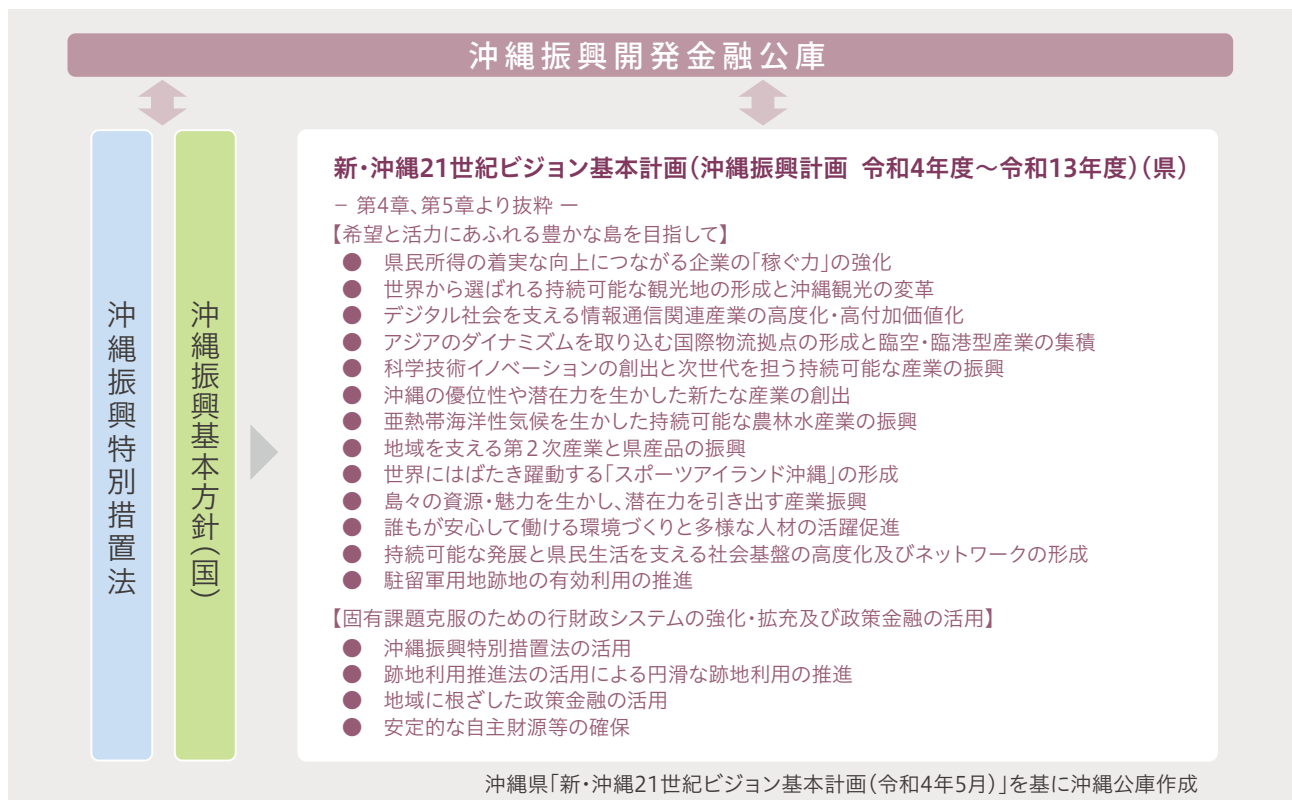 沖縄振興開発金融公庫
沖縄振興特別措置法
沖縄振興基本方針(国)
新・沖縄21世紀ビジョン基本計画(沖縄振興計画 令和4年度～令和13年度)(県)
− 第4章、第5章より抜粋 ー
【希望と活力にあふれる豊かな島を目指して】
● 県民所得の着実な向上につながる企業の「稼ぐ力」の強化
● 世界から選ばれる持続可能な観光地の形成と沖縄観光の変革
● デジタル社会を支える情報通信関連産業の高度化・高付加価値化
● アジアのダイナミズムを取り込む国際物流拠点の形成と臨空・臨港型産業の集積
● 科学技術イノベーションの創出と次世代を担う持続可能な産業の振興
● 沖縄の優位性や潜在力を生かした新たな産業の創出
● 亜熱帯海洋性気候を生かした持続可能な農林水産業の振興
● 地域を支える第２次産業と県産品の振興
● 世界にはばたき躍動する「スポーツアイランド沖縄」の形成
● 島々の資源・魅力を生かし、潜在力を引き出す産業振興
● 誰もが安心して働ける環境づくりと多様な人材の活躍促進
● 持続可能な発展と県民生活を支える社会基盤の高度化及びネットワークの形成
● 駐留軍用地跡地の有効利用の推進
【固有課題克服のための行財政システムの強化・拡充及び政策金融の活用】
● 沖縄振興特別措置法の活用
● 跡地利用推進法の活用による円滑な跡地利用の推進
● 地域に根ざした政策金融の活用
● 安定的な自主財源等の確保
沖縄県「新・沖縄21世紀ビジョン基本計画(令和4年5月)」を基に沖縄公庫作成